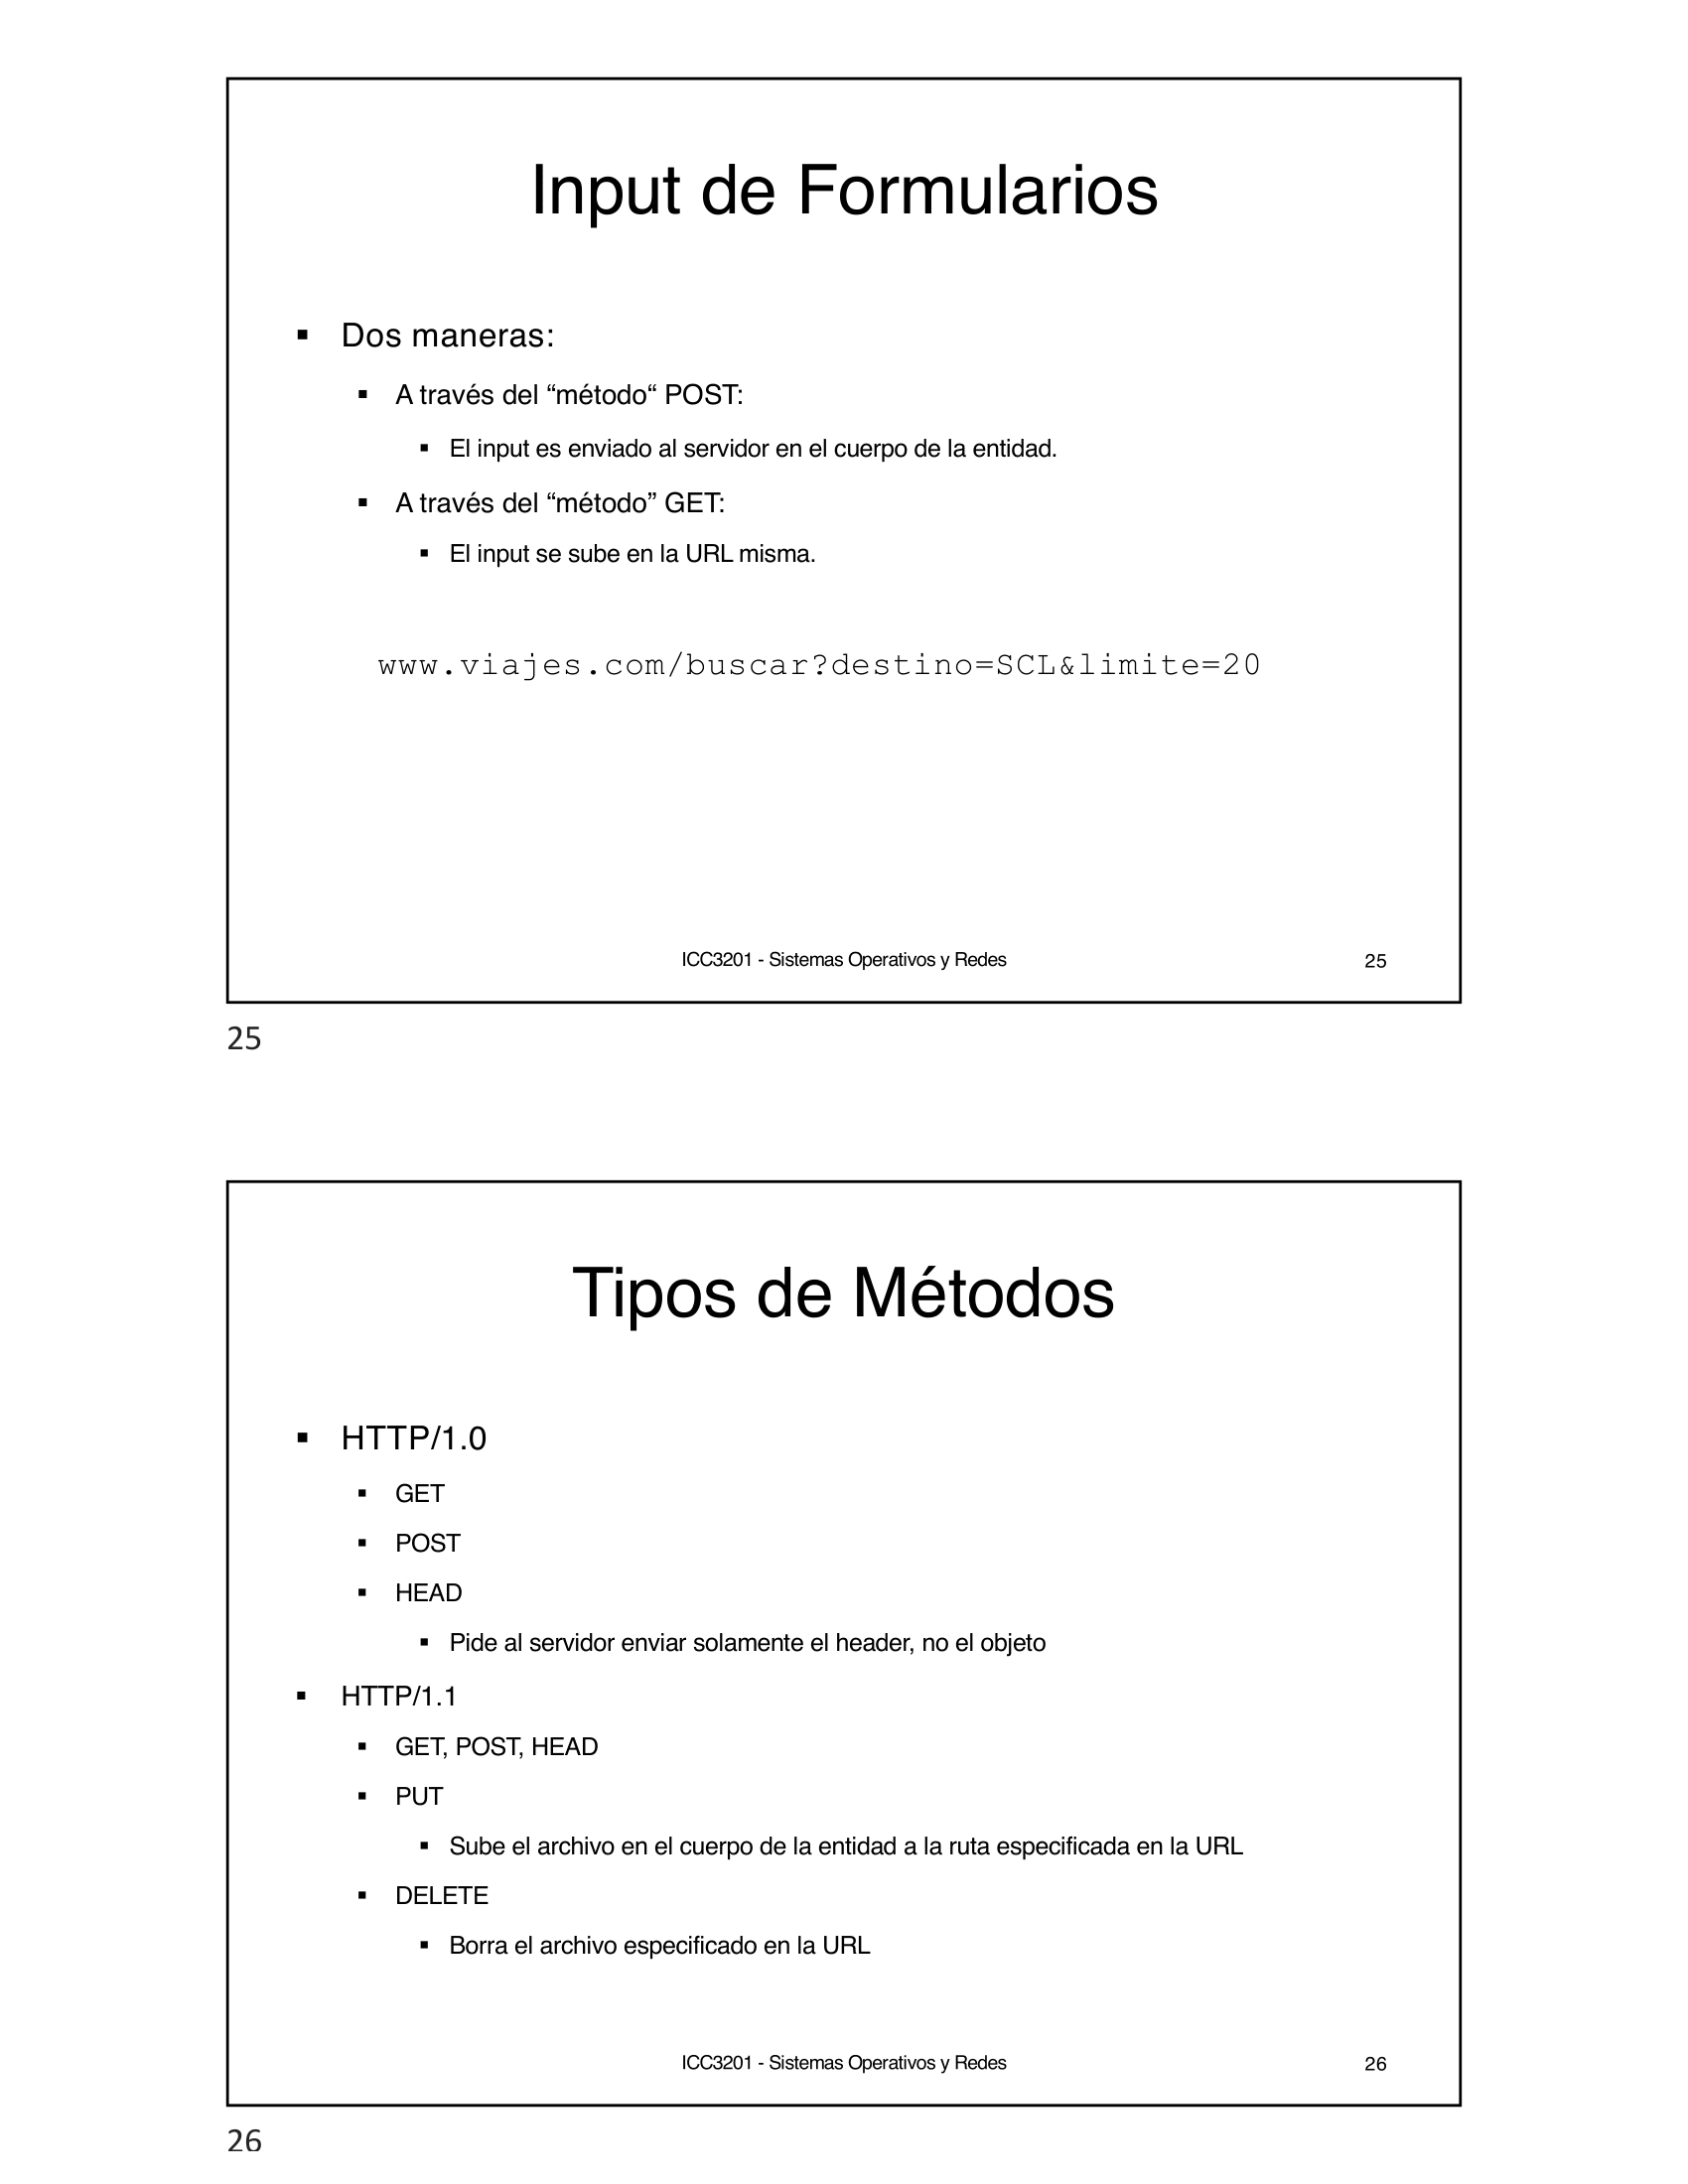 Input de Formularios
▪ Dos maneras:
▪ A través del “método“ POST:
▪ El input es enviado al servidor en el cuerpo de la entidad.
▪ A través del “método” GET:
▪ El input se sube en la URL misma.
www.viajes.com/buscar?destino=SCL&limite=20
ICC3201 - Sistemas Operativos y Redes 25
25
Tipos de Métodos
▪ HTTP/1.0
▪ GET
▪ POST
▪ HEAD
▪ Pide al servidor enviar solamente el header, no el objeto
▪ HTTP/1.1
▪ GET, POST, HEAD
▪ PUT
▪ Sube el archivo en el cuerpo de la entidad a la ruta especificada en la URL
▪ DELETE
▪ Borra el archivo especificado en la URL
ICC3201 - Sistemas Operativos y Redes 26
26